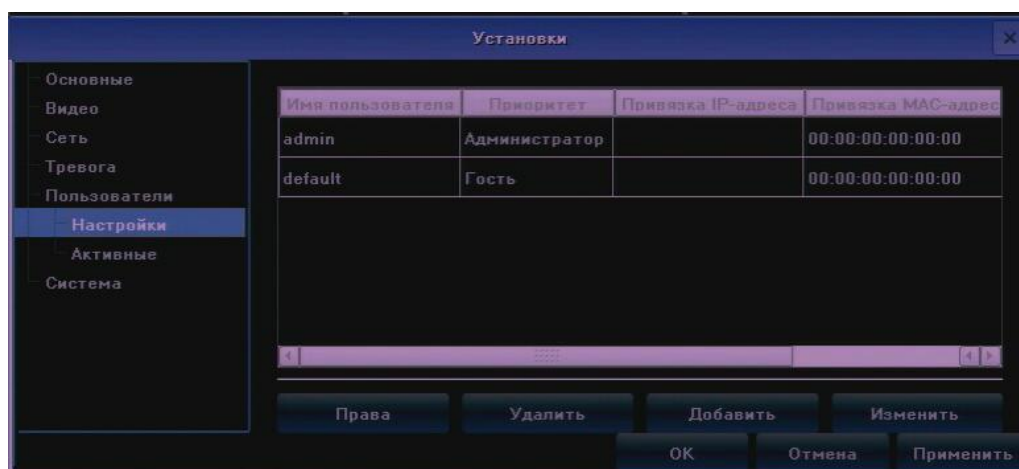 Установки
Основные
Видео
Сеть
Тревога
Пользователи
Настройки
Активные
Система
Имя пользователя Приоритет Привязка IP-адреса Привязка MAC-адрес
admin Администратор 00:00:00:00:00:00
default Гость 00:00:00:00:00:00
Права Удалить Добавить Изменить
OK Отмена Применить